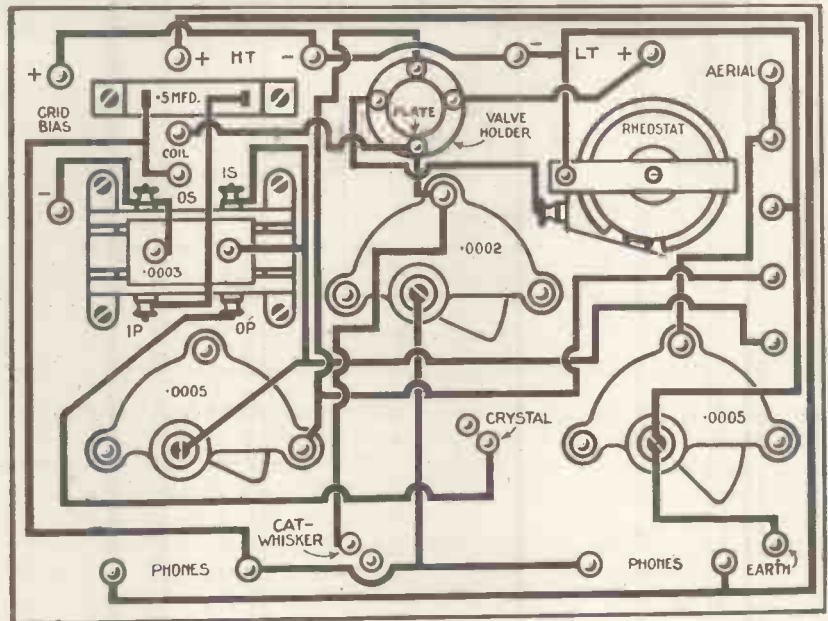 + HT - - LT +
+
GRID
BIAS
·5MFD.
COIL
PLATE
VALVE
HOLDER
RHEOSTAT
AERIAL
-
OS
IS
·0003
·0002
IP
OP
·0005
·0005
CRYSTAL
CAT-
WHISKER
PHONES
PHONES
EARTH